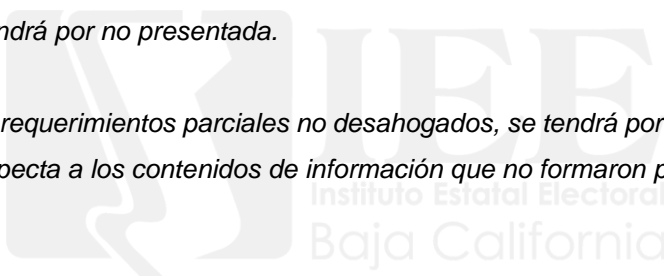 ndrá por no presentada.
requerimientos parciales no desahogados, se tendrá por
pecta a los contenidos de información que no formaron p
IEE
Instituto Estatal Electoral
Baja California